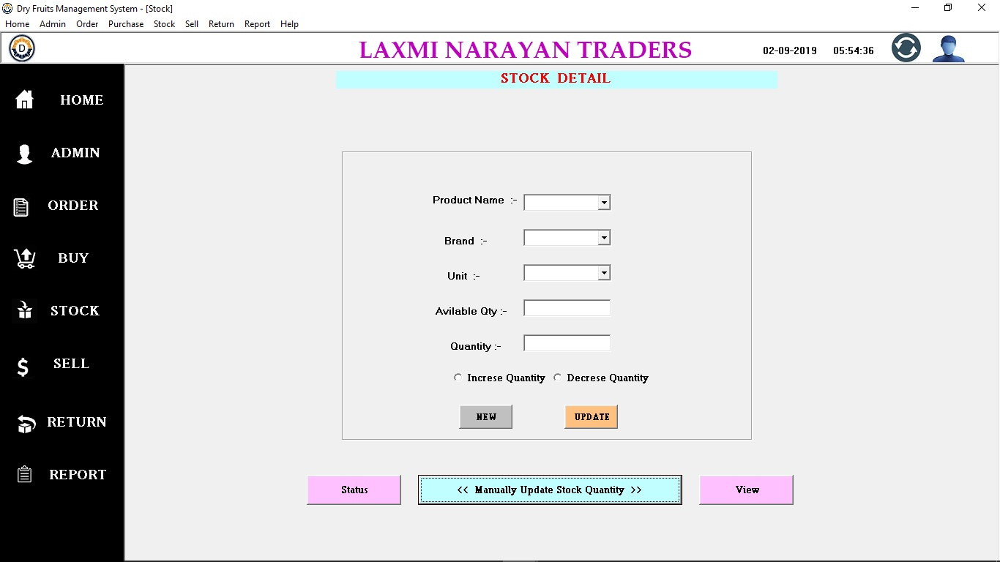 Dry Fruits Management System - [Stock]
Home Admin Order Purchase Stock Sell Return Report Help
D
LAXMI NARAYAN TRADERS
02-09-2019 05:54:36
STOCK DETAIL
HOME
ADMIN
ORDER
BUY
STOCK
SELL
RETURN
REPORT
Product Name :-
Brand :-
Unit :-
Avilable Qty :-
Quantity :-
Increse Quantity Decrese Quantity
NEW UPDATE
Status << Manually Update Stock Quantity >> View